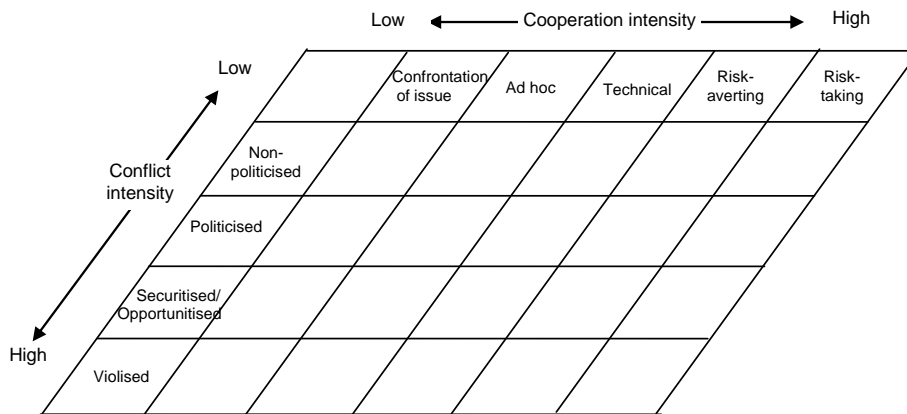 Low Cooperation intensity High
Low
Confrontation
of issue
Ad hoc
Technical
Risk-
averting
Risk-
taking
Non-
politicised
Conflict
intensity
Politicised
Securitised/
Opportunitised
High
Violised